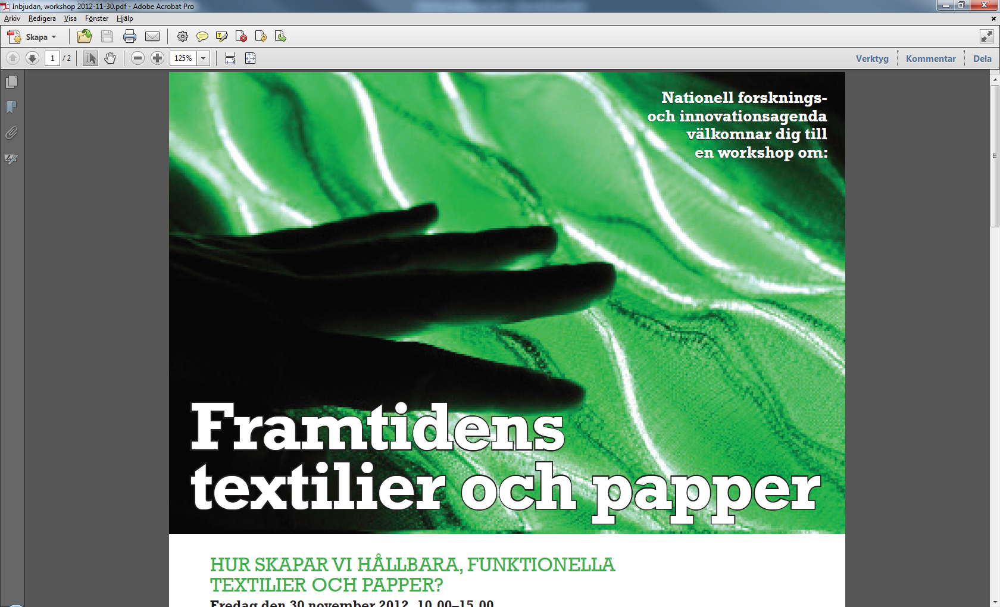 Inbjudan, workshop 2012-11-30.pdf - Adobe Acrobat Pro
Arkiv Redigera Visa Fönster Hjälp
Skapa
1 / 2 125% Verktyg Kommentar Dela
Nationell forsknings-
och innovationsagenda
välkomnar dig till
en workshop om:
Framtidens
textilier och papper
HUR SKAPAR VI HÅLLBARA, FUNKTIONELLA
TEXTILIER OCH PAPPER?
Fredag den 30 november 2012, 10.00–15.00